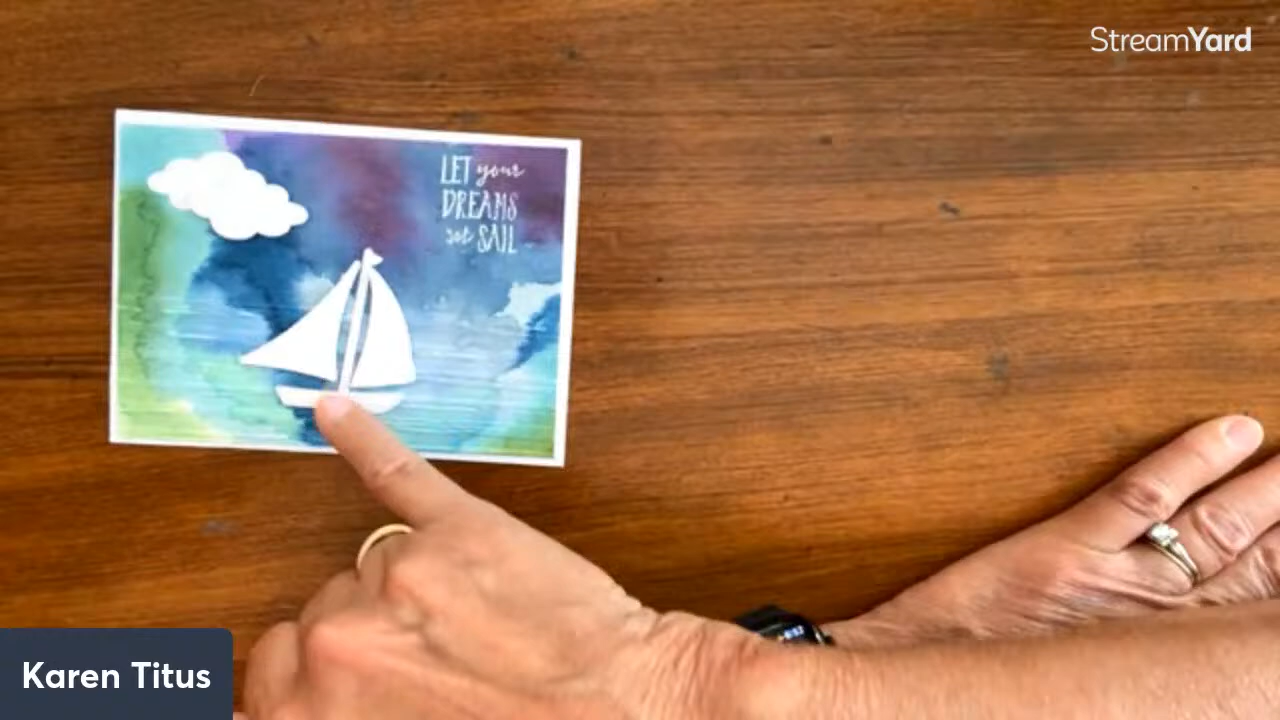 StreamYard
LET your
DREAMS
set SAIL
Karen Titus